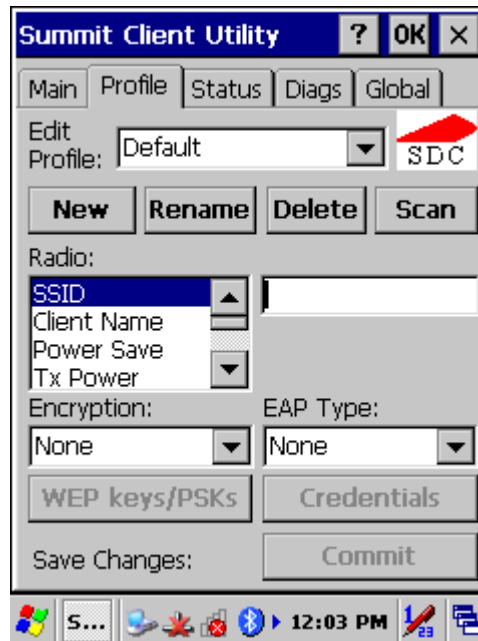 Summit Client Utility ? OK ×
Main Profile Status Diags Global
Edit Profile: Default
SDC
New Rename Delete Scan
Radio:
SSID
Client Name
Power Save
Tx Power
Encryption: EAP Type:
None None
WEP keys/PSKs Credentials
Save Changes: Commit
S... 12:03 PM 1/23